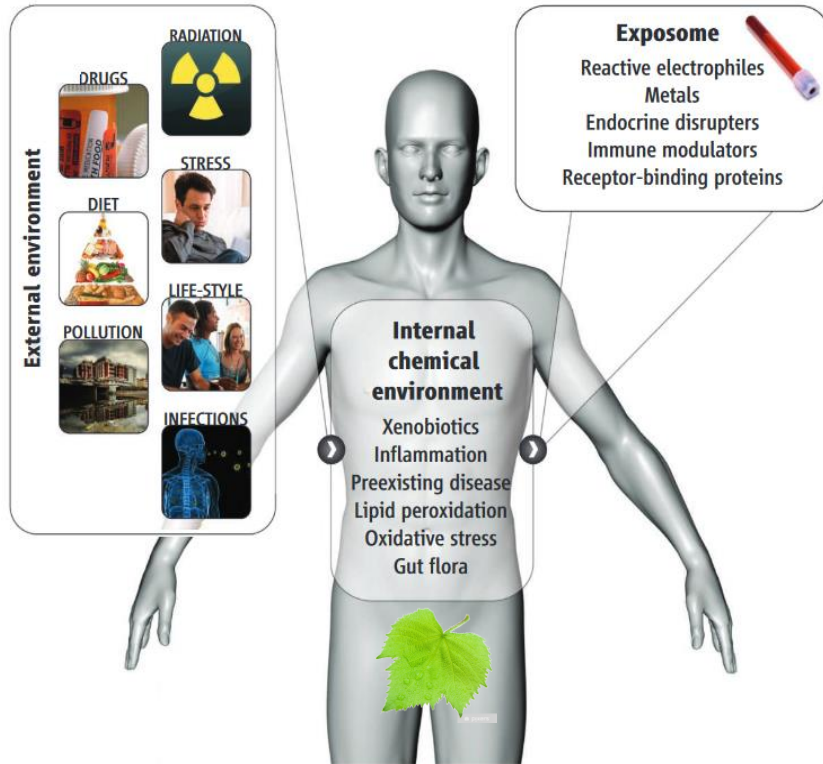 External environment
RADIATION
DRUGS
STRESS
DIET
LIFE-STYLE
POLLUTION
INFECTIONS
Exposome
Reactive electrophiles
Metals
Endocrine disrupters
Immune modulators
Receptor-binding proteins
Internal
chemical
environment
Xenobiotics
Inflammation
Preexisting disease
Lipid peroxidation
Oxidative stress
Gut flora